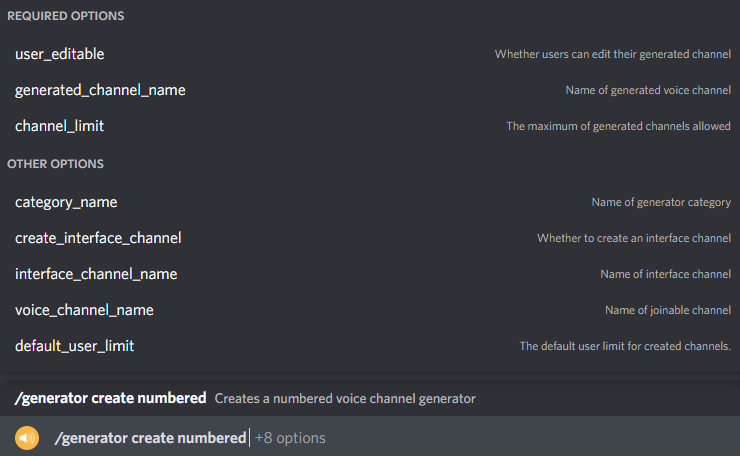 REQUIRED OPTIONS
user_editable Whether users can edit their generated channel
generated_channel_name Name of generated voice channel
channel_limit The maximum of generated channels allowed
OTHER OPTIONS
category_name Name of generator category
create_interface_channel Whether to create an interface channel
interface_channel_name Name of interface channel
voice_channel_name Name of joinable channel
default_user_limit The default user limit for created channels.
/generator create numbered Creates a numbered voice channel generator
/generator create numbered +8 options